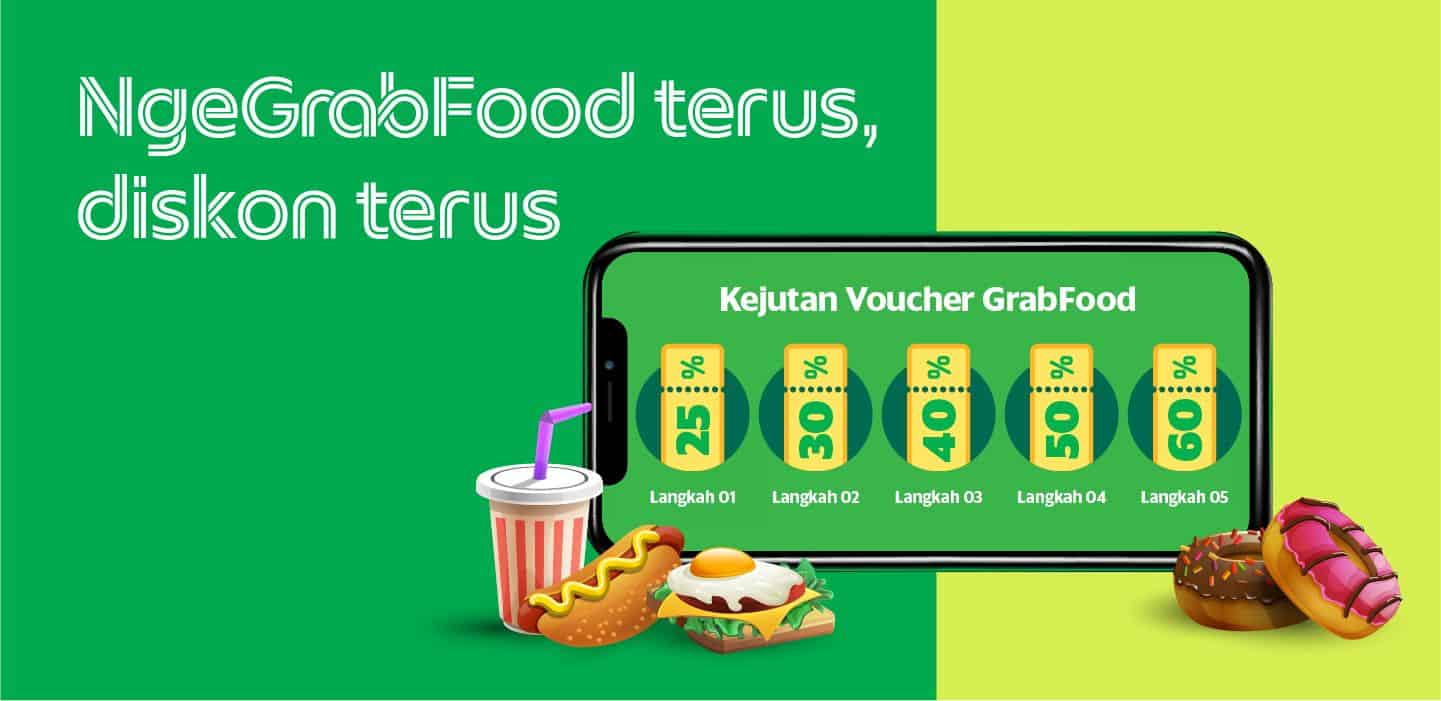 NgeGrabFood terus,
diskon terus
Kejutan Voucher GrabFood
25% 30% 40% 50% 60%
Langkah 01 Langkah 02 Langkah 03 Langkah 04 Langkah 05